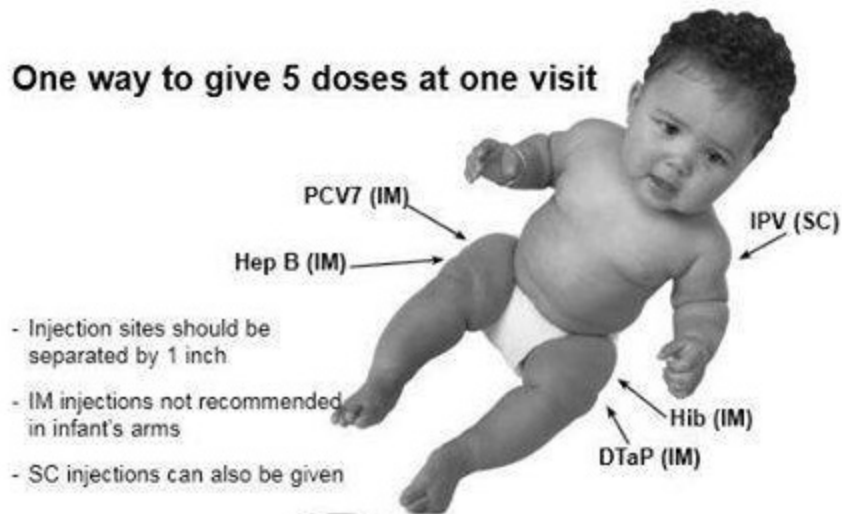 One way to give 5 doses at one visit
PCV7 (IM)
IPV (SC)
Hep B (IM)
- Injection sites should be
separated by 1 inch
- IM injections not recommended
in infant's arms
Hib (IM)
DTaP (IM)
- SC injections can also be given